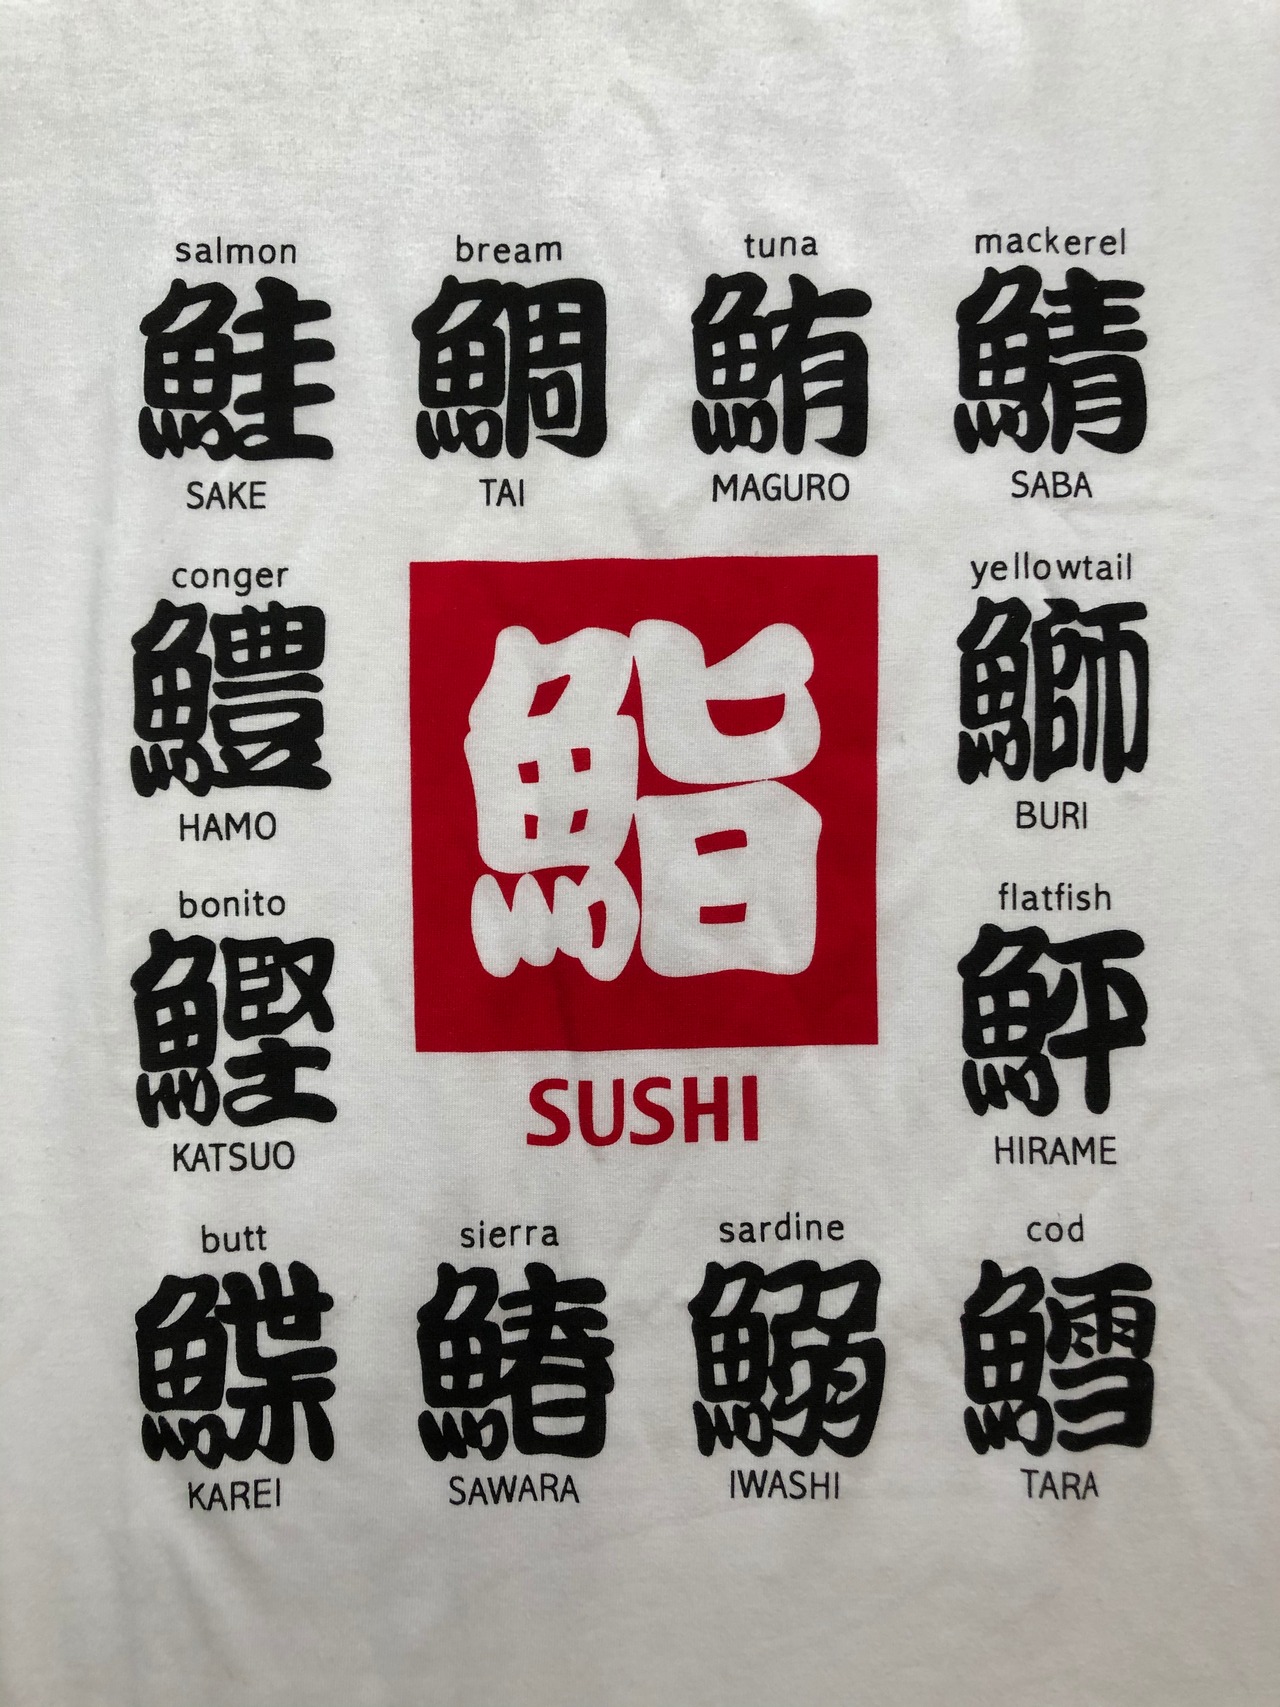 salmon bream tuna mackerel
鮭 鯛 鮪 鯖
SAKE TAI MAGURO SABA
conger yellowtail
鱧 鮨 鰤
HAMO BURI
bonito flatfish
鰹 鮃
KATSUO HIRAME
SUSHI
butt sierra sardine cod
鰈 鰆 鰯 鱈
KAREI SAWARA IWASHI TARA